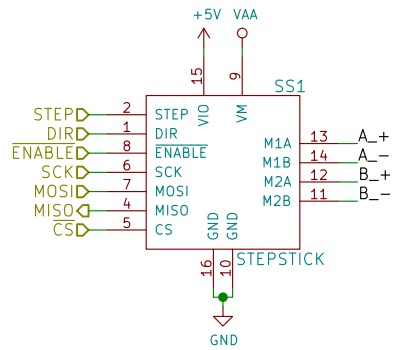 +5V VAA
SS1
15 9
VIO VM
STEP 2 STEP
DIR 1 DIR
ENABLE 8 ENABLE
SCK 6 SCK
MOSI 7 MOSI
MISO 4 MISO
CS 5 CS
M1A 13 A_+
M1B 14 A_-
M2A 12 B_+
M2B 11 B_-
GND GND
STEPSTICK
16 10
GND